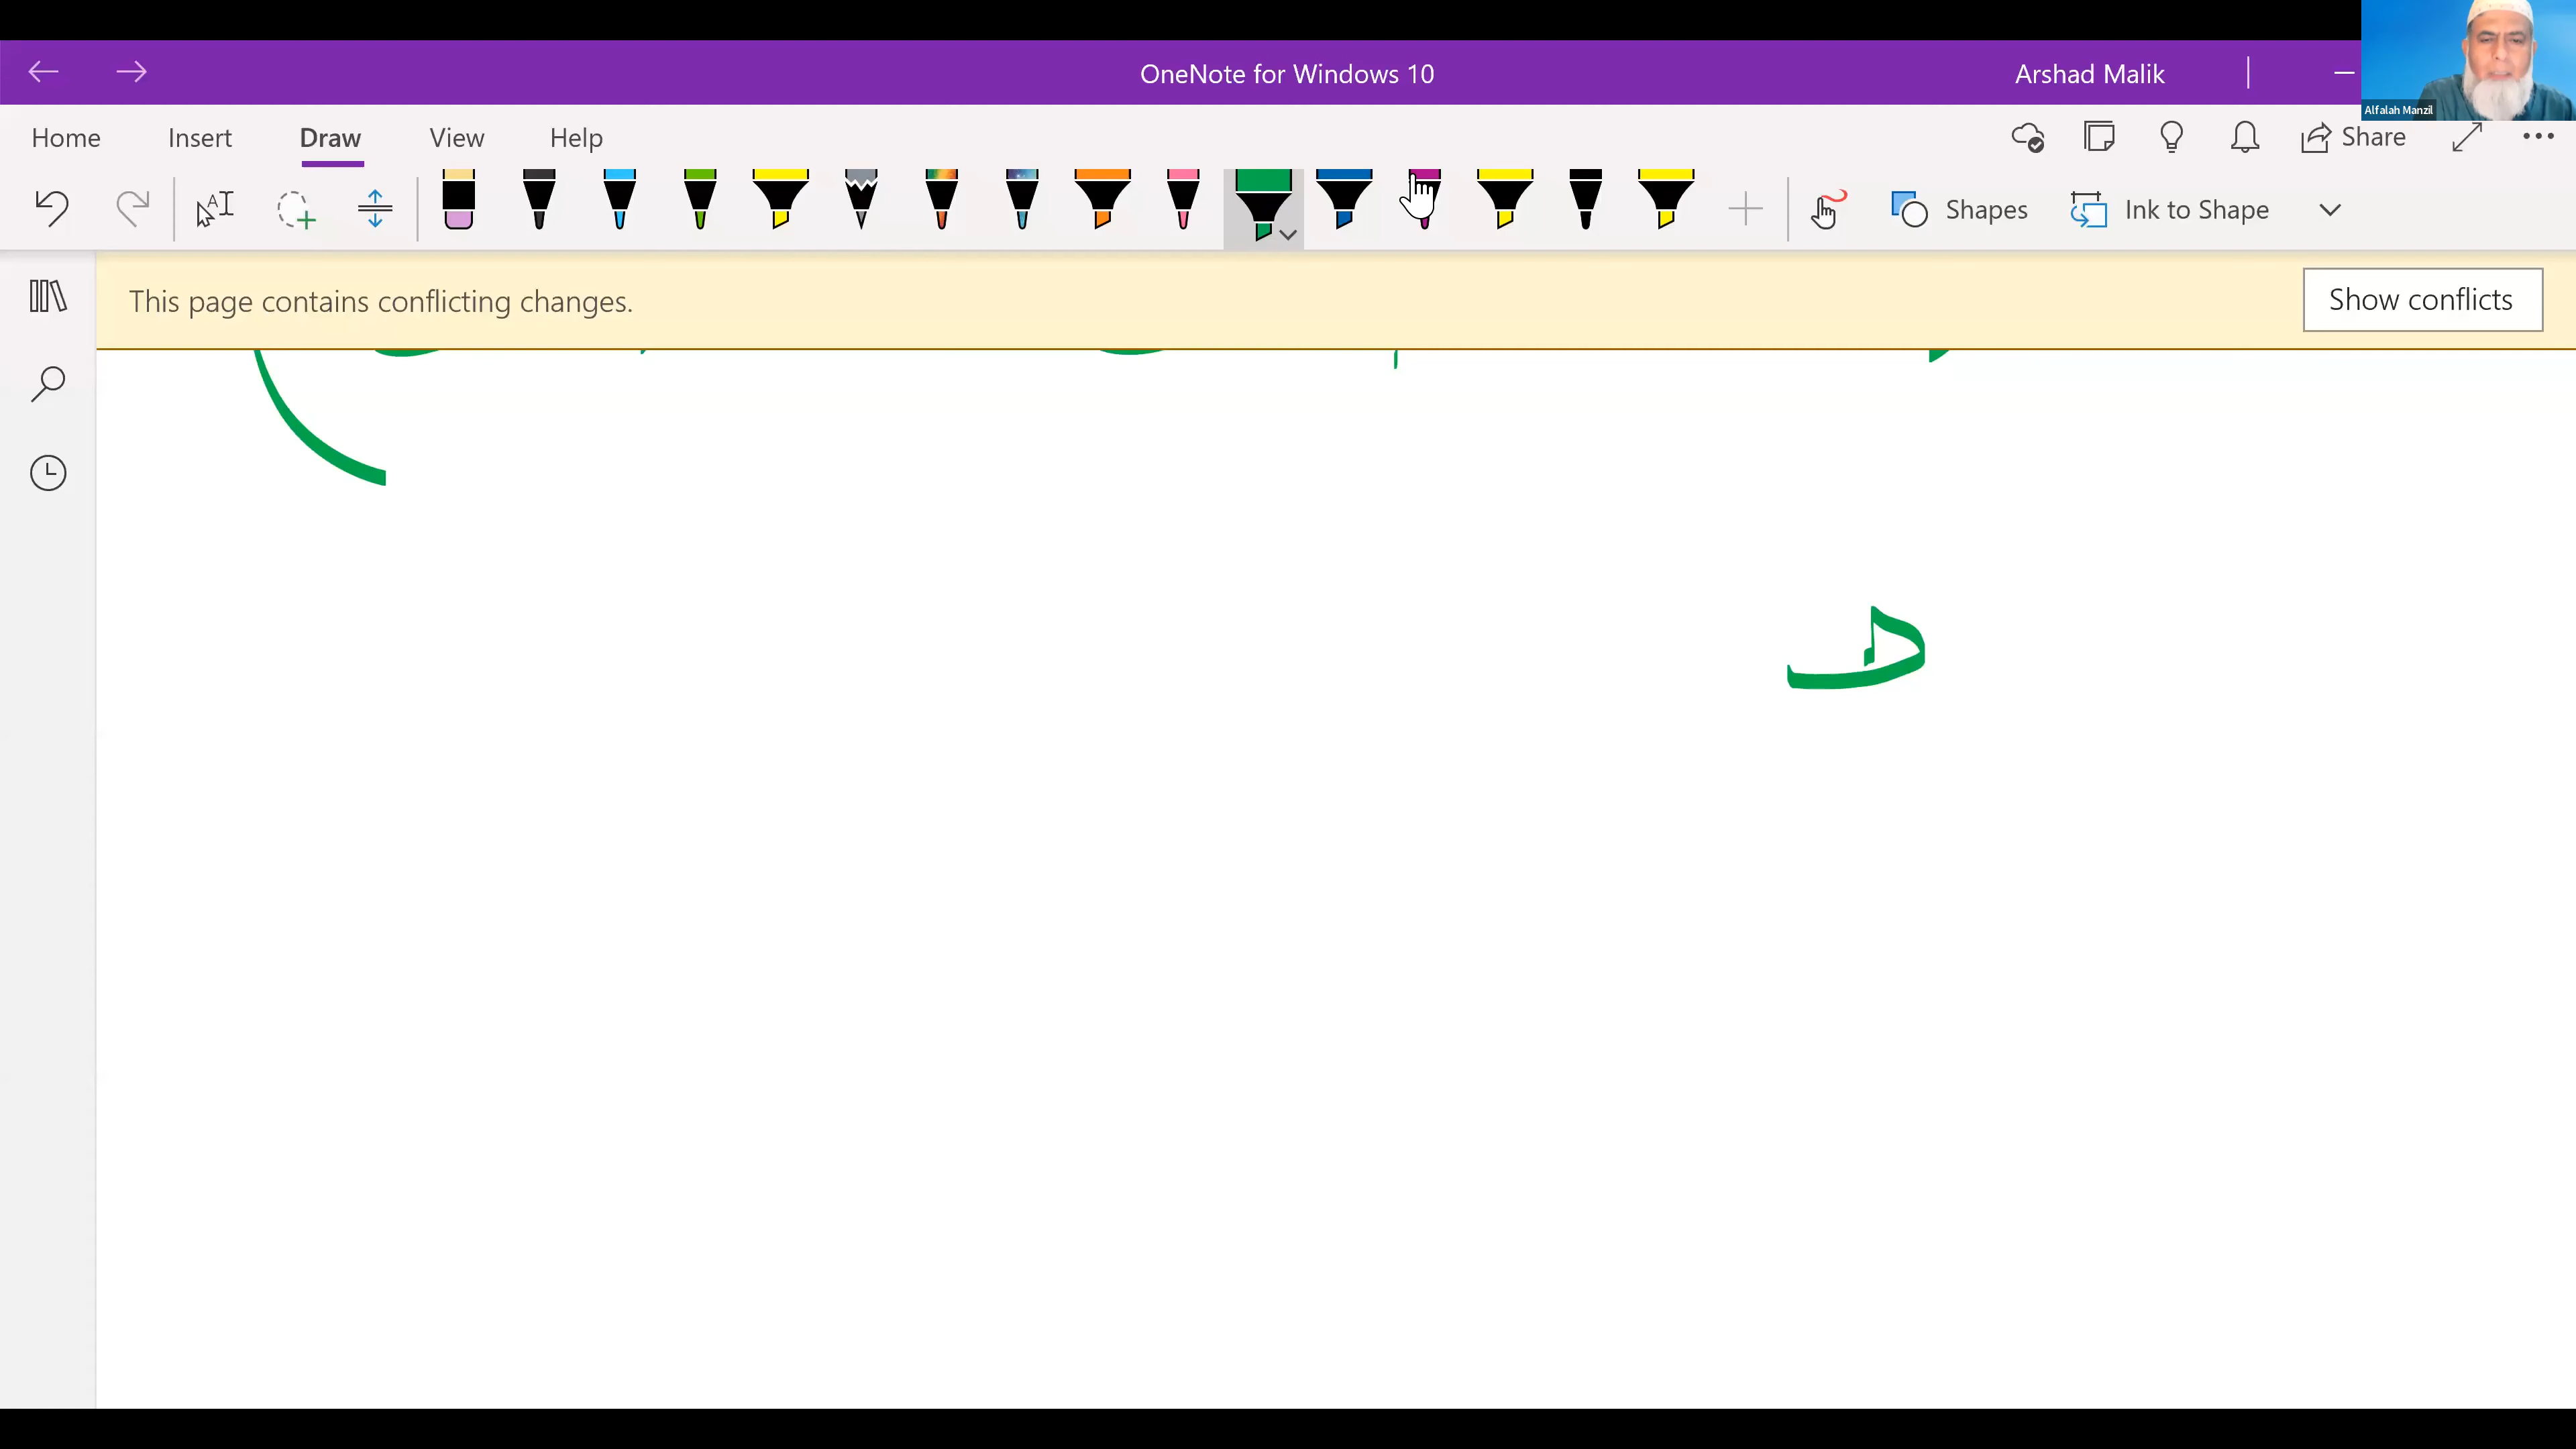 OneNote for Windows 10
Arshad Malik
Alfalah Manzil
Home Insert Draw View Help
Share
Shapes
Ink to Shape
This page contains conflicting changes.
Show conflicts